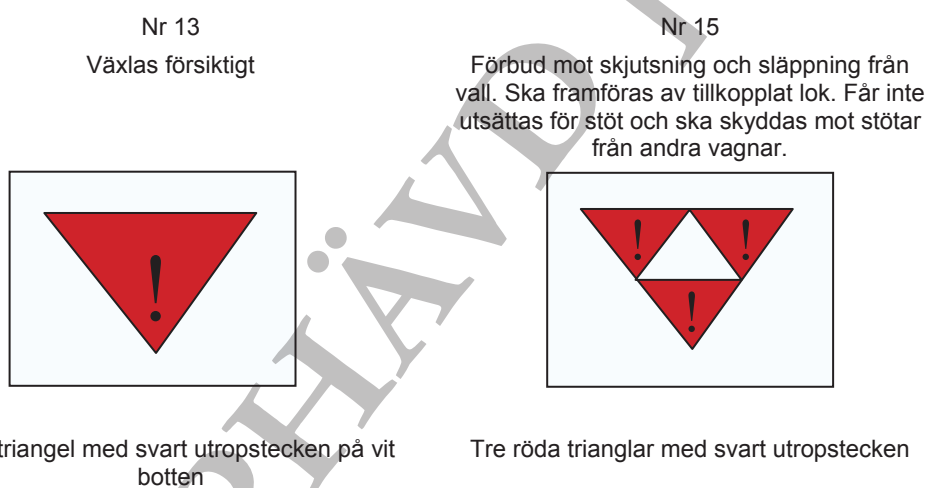 Nr 13
Växlas försiktigt
!
triangel med svart utropstecken på vit
botten
Nr 15
Förbud mot skjutsning och släppning från
vall. Ska framföras av tillkopplat lok. Får inte
utsättas för stöt och ska skyddas mot stötar
från andra vagnar.
! !
!
Tre röda trianglar med svart utropstecken
PHÄVD